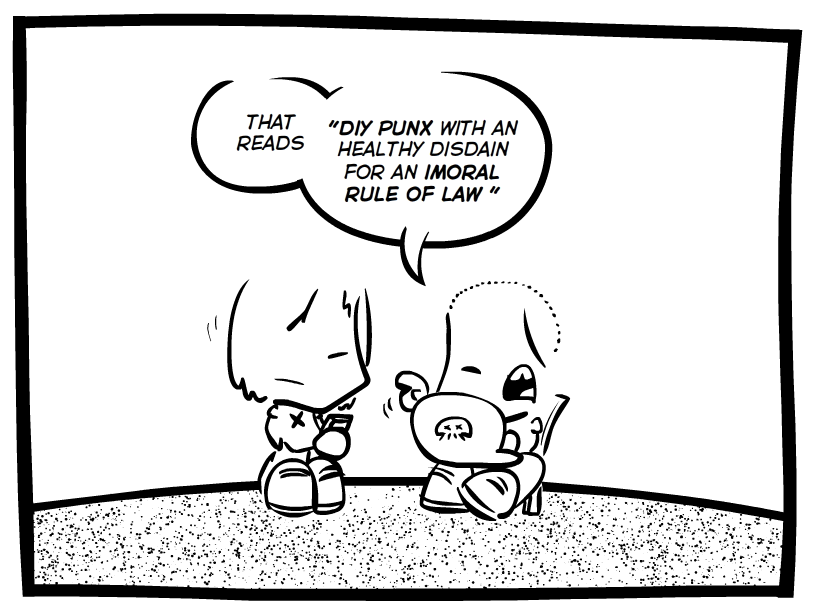 THAT
READS
"DIY PUNX WITH AN
HEALTHY DISDAIN
FOR AN IMORAL
RULE OF LAW "